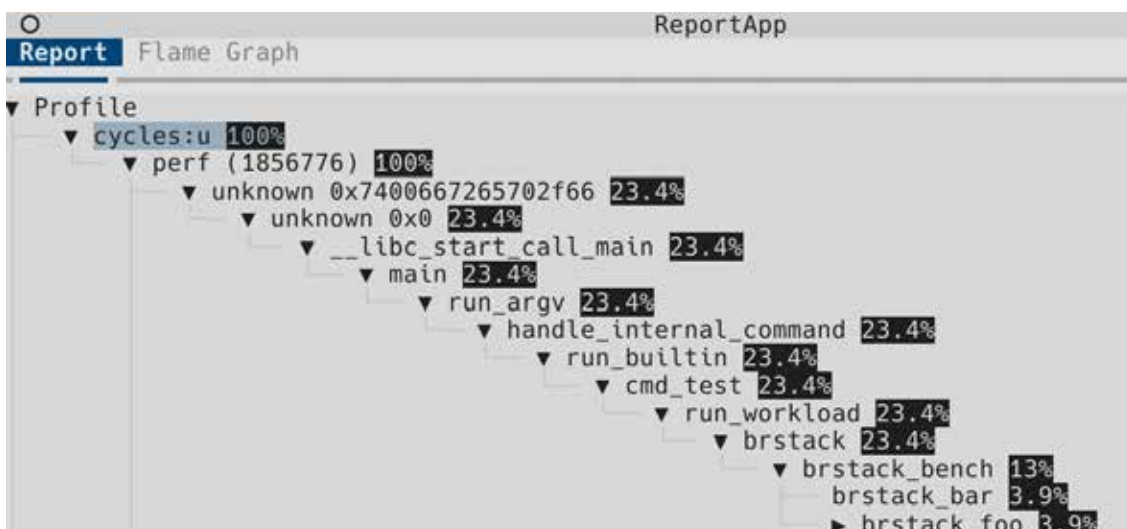 ReportApp
Report Flame Graph
Profile
cycles:u 100%
perf (1856776) 100%
unknown 0x7400667265702f66 23.4%
unknown 0x0 23.4%
__libc_start_call_main 23.4%
main 23.4%
run_argv 23.4%
handle_internal_command 23.4%
run_builtin 23.4%
cmd_test 23.4%
run_workload 23.4%
brstack 23.4%
brstack_bench 13%
brstack_bar 3.9%
brstack_foo 3.9%